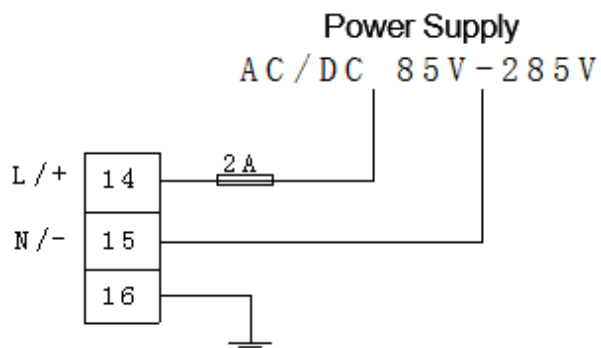 Power Supply
AC/DC 85V-285V
2A
L/+ 14
N/- 15
16